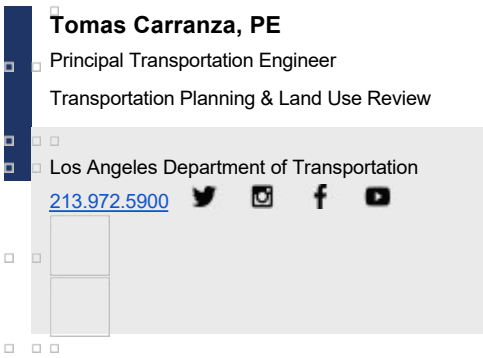 Tomas Carranza, PE
Principal Transportation Engineer
Transportation Planning & Land Use Review
Los Angeles Department of Transportation
213.972.5900